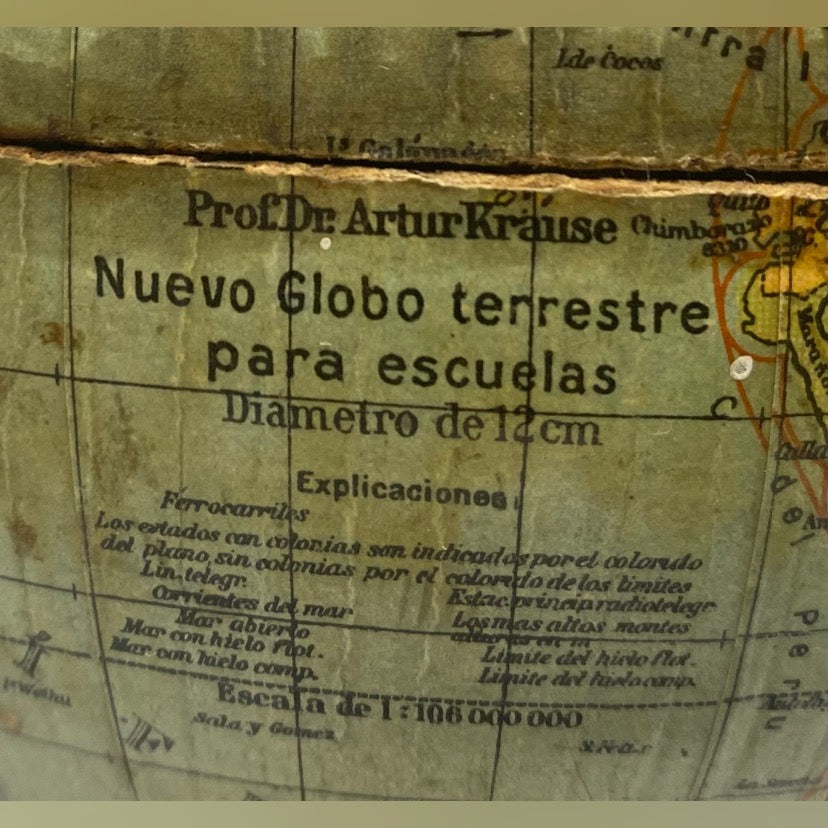 I. de Cocos
Iˢ Galápagos
Prof. Dr. Artur Krause
Quito
Chimborazo
6310
Nuevo Globo terrestre
para escuelas
Diametro de 12 cm
Explicaciones
Ferrocarriles
Los estados con colonias son indicados por el colorido
del plano, sin colonias por el colorido de los limites
Lin. telegr.
Estac. princip. radiotelegr
Corrientes del mar
Los mas altos montes
Mar abierto
Mar con hielo flot.
Limite del hielo flot.
Mar con hielo comp.
Limite del hielo comp.
Escala de 1 : 106 000 000
Sala y Gomez